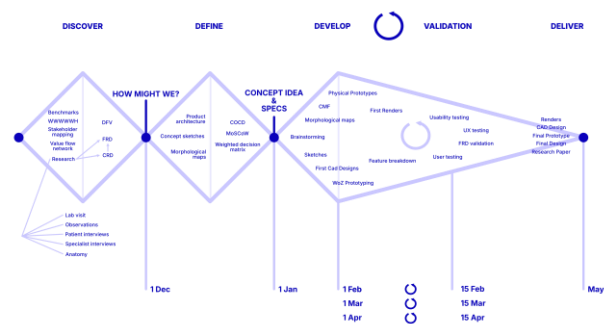 DISCOVER
DEFINE
DEVELOP
VALIDATION
DELIVER
HOW MIGHT WE?
CONCEPT IDEA
&
SPECS
Benchmarks
WWWWWH
Stakeholder
mapping
Value flow
network
Research
DFV
FRD
CRD
Lab visit
Observations
Patient interviews
Specialist interviews
Anatomy
Product
architecture
Concept sketches
Morphological
maps
COCD
MoSCoW
Weighted decision
matrix
Physical Prototypes
CMF
Morphological maps
Brainstorming
Sketches
First Cad Designs
WoZ Prototyping
First Renders
Feature breakdown
Usability testing
UX testing
FRD validation
User testing
Renders
CAD Design
Final Prototype
Final Design
Research Paper
1 Dec
1 Jan
1 Feb
15 Feb
May
1 Mar
15 Mar
1 Apr
15 Apr